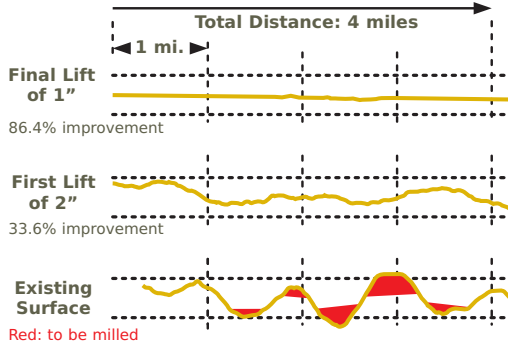 Total Distance: 4 miles
1 mi.
Final Lift
of 1”
86.4% improvement
First Lift
of 2”
33.6% improvement
Existing
Surface
Red: to be milled